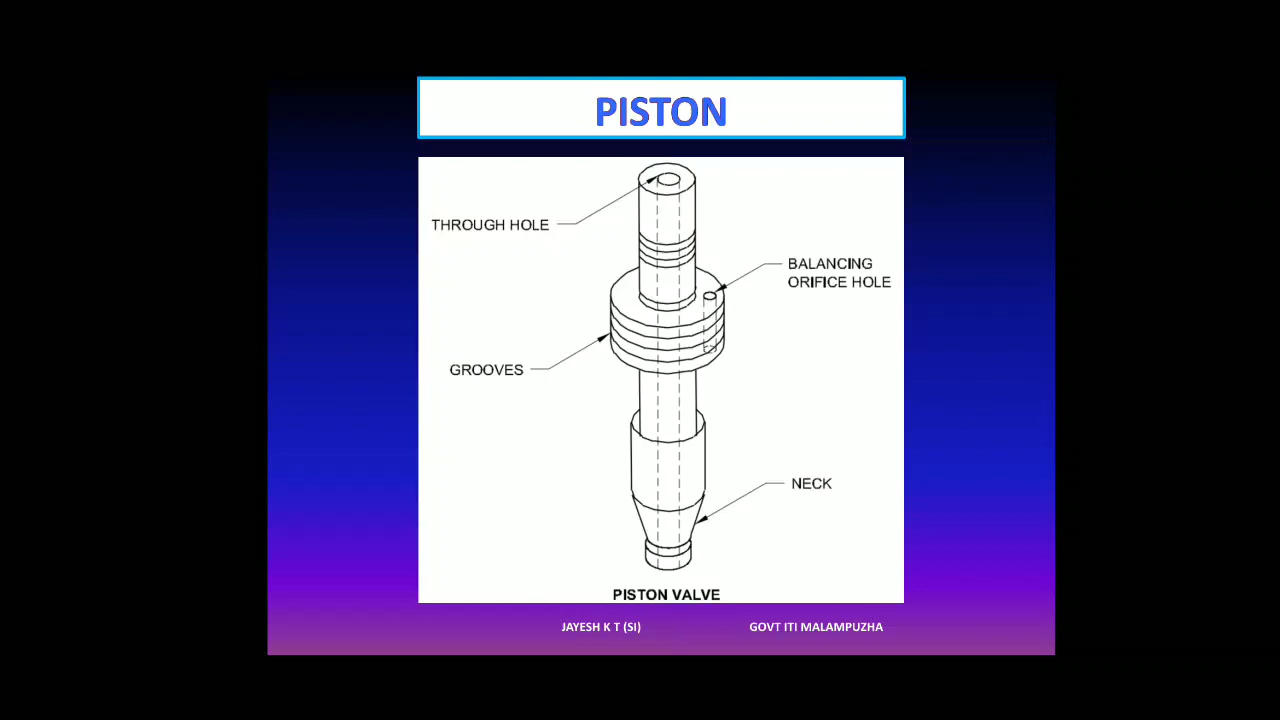 PISTON
THROUGH HOLE
BALANCING
ORIFICE HOLE
GROOVES
NECK
PISTON VALVE
JAYESH K T (SI)
GOVT ITI MALAMPUZHA